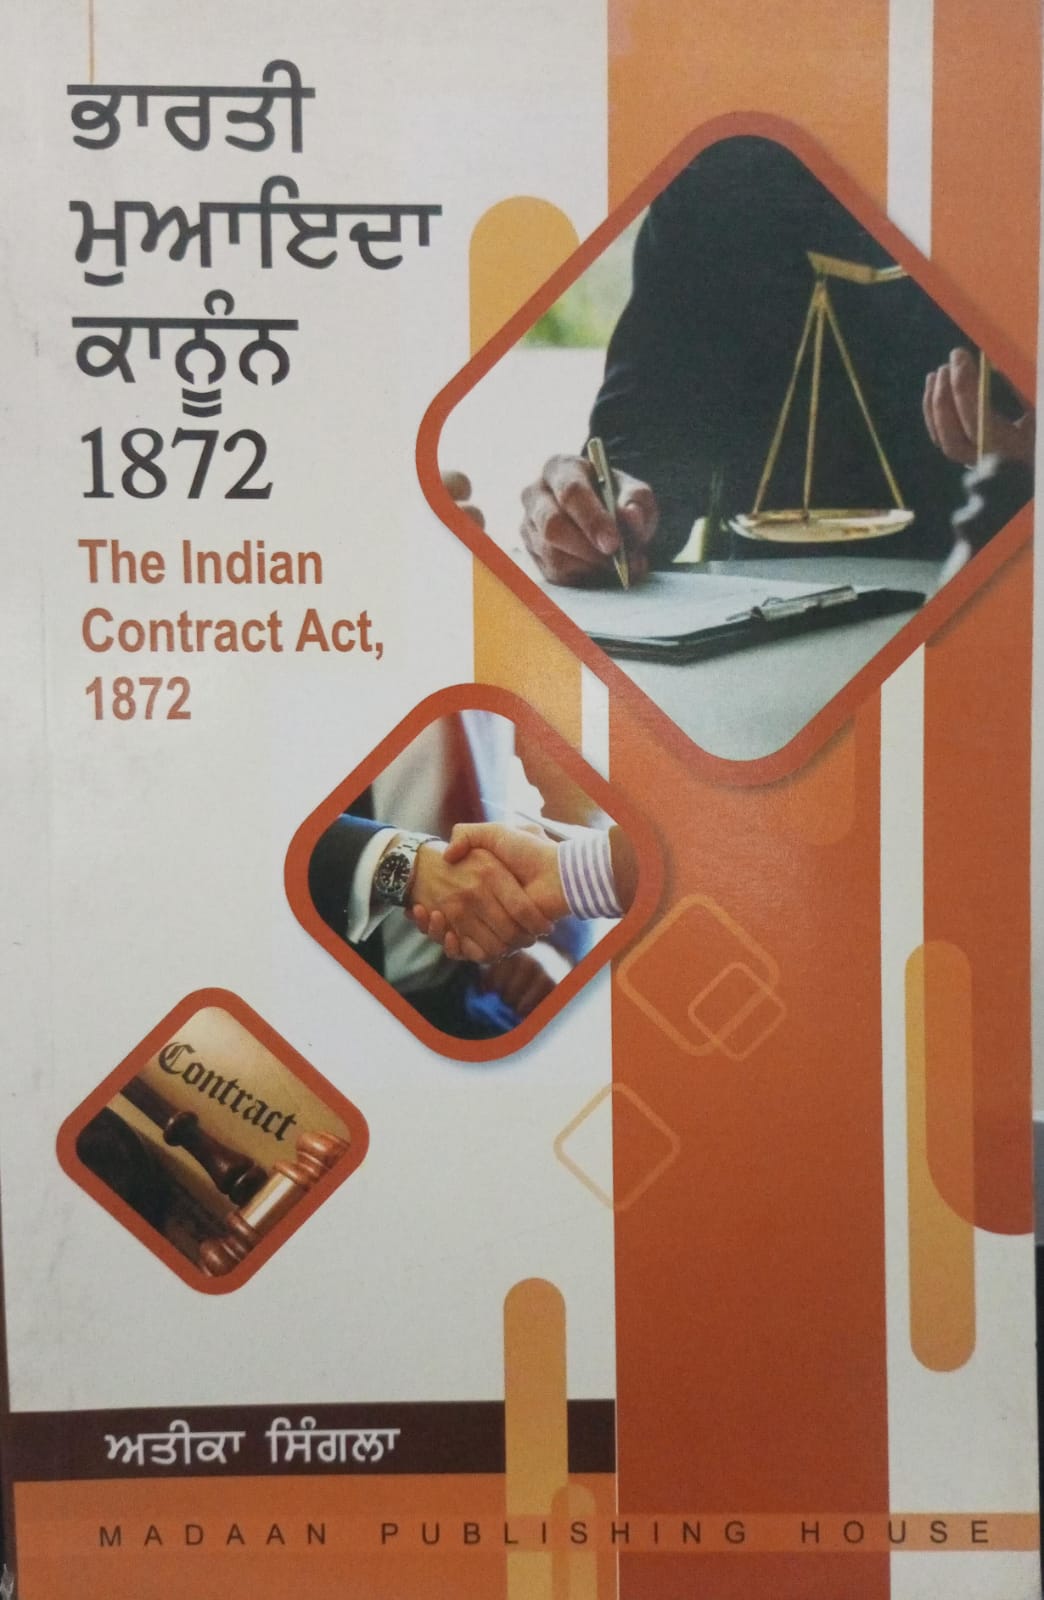 ਭਾਰਤੀ
ਮੁਆਇਦਾ
ਕਾਨੂੰਨ
1872
The Indian
Contract Act,
1872
Contract
ਅਤੀਕਾ ਸਿੰਗਲਾ
MADAAN PUBLISHING HOUSE